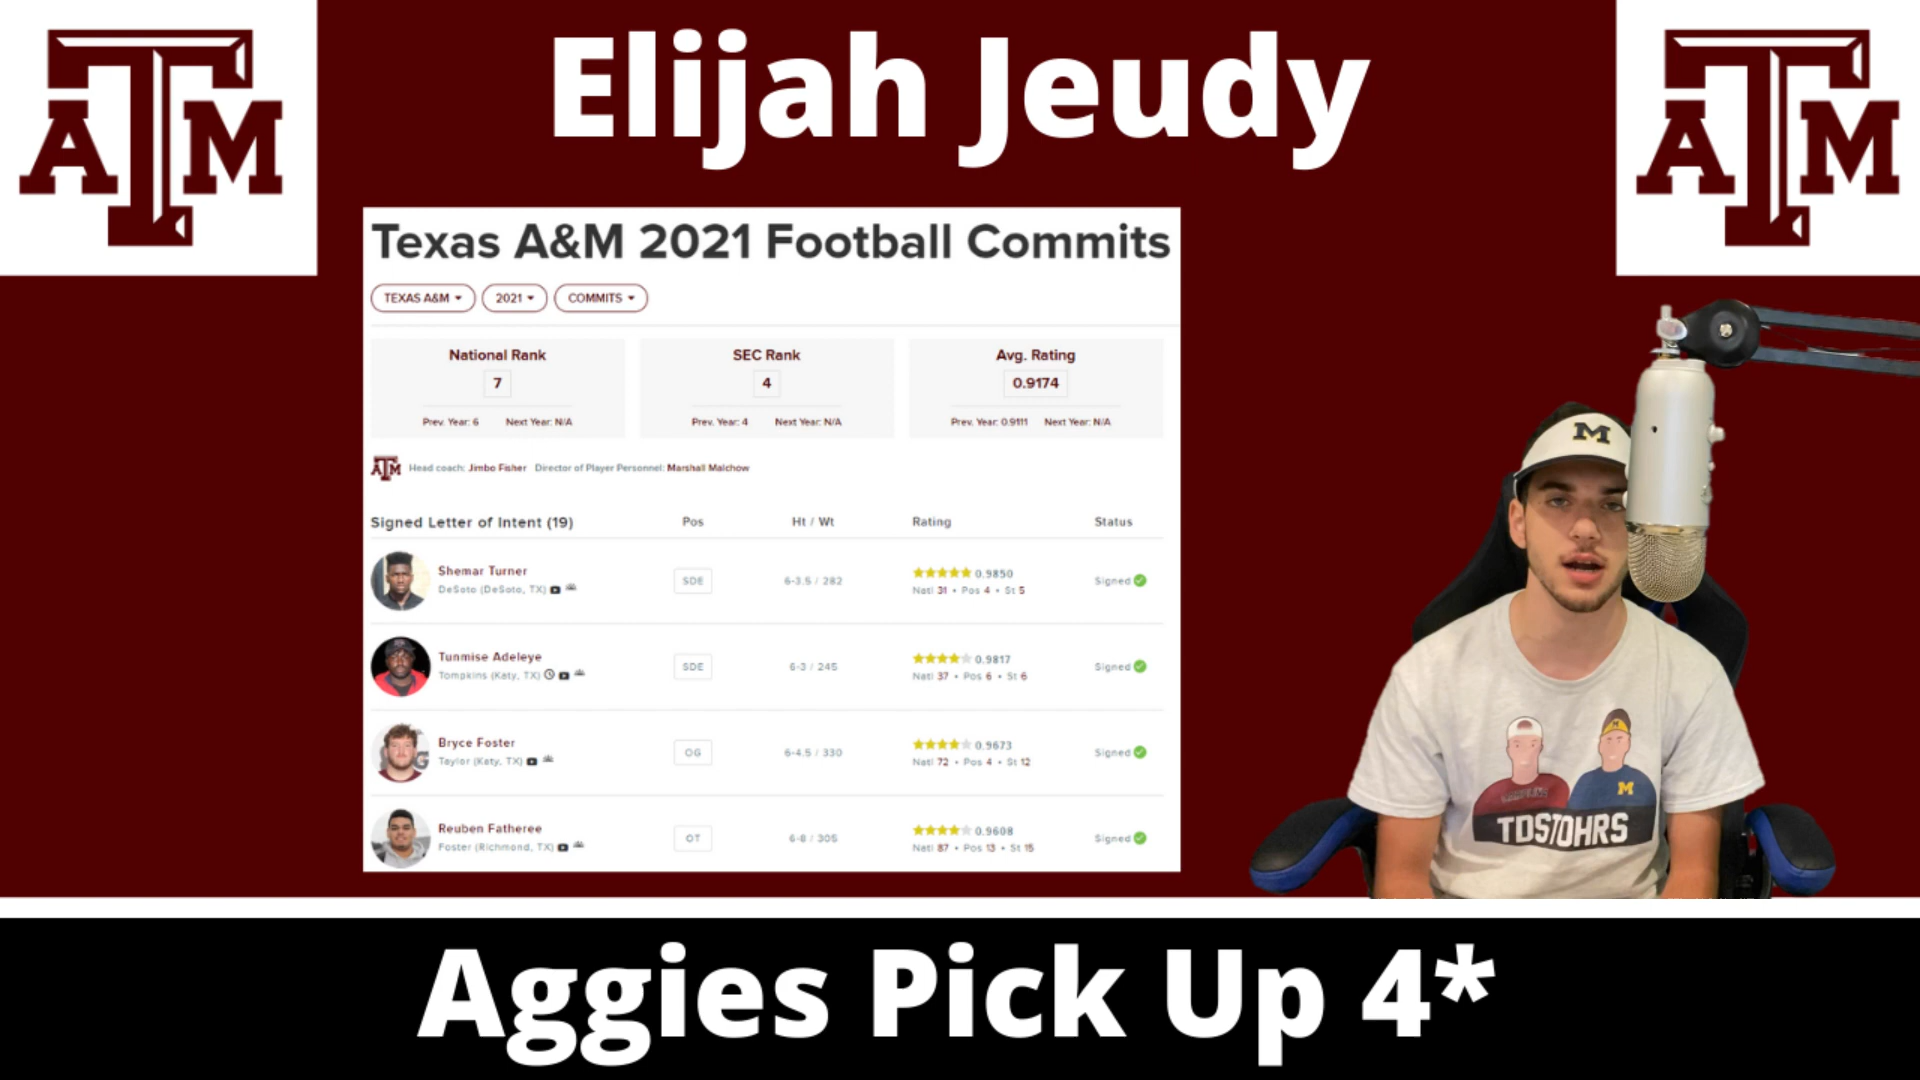 Elijah Jeudy
ATM
ATM
Texas A&M 2021 Football Commits
TEXAS A&M
2021
COMMITS
National Rank
SEC Rank
Avg. Rating
7
4
0.9174
Prev. Year: 6 Next Year: N/A
Prev. Year: 4 Next Year: N/A
Prev. Year: 0.9111 Next Year: N/A
ATM Head coach: Jimbo Fisher Director of Player Personnel: Marshall Malchow
Signed Letter of Intent (19) Pos Ht / Wt Rating Status
Shemar Turner
DeSoto (DeSoto, TX)
SDE
6-3.5 / 282
0.9850
Natl 31 • Pos 4 • St 5
Signed
Tunmise Adeleye
Tompkins (Katy, TX)
SDE
6-3 / 245
0.9817
Natl 37 • Pos 6 • St 6
Signed
Bryce Foster
Taylor (Katy, TX)
OG
6-4.5 / 330
0.9673
Natl 72 • Pos 4 • St 12
Signed
Reuben Fatheree
Foster (Richmond, TX)
OT
6-8 / 305
0.9608
Natl 87 • Pos 13 • St 15
Signed
M
M
M
TDSTOHRS
Aggies Pick Up 4*